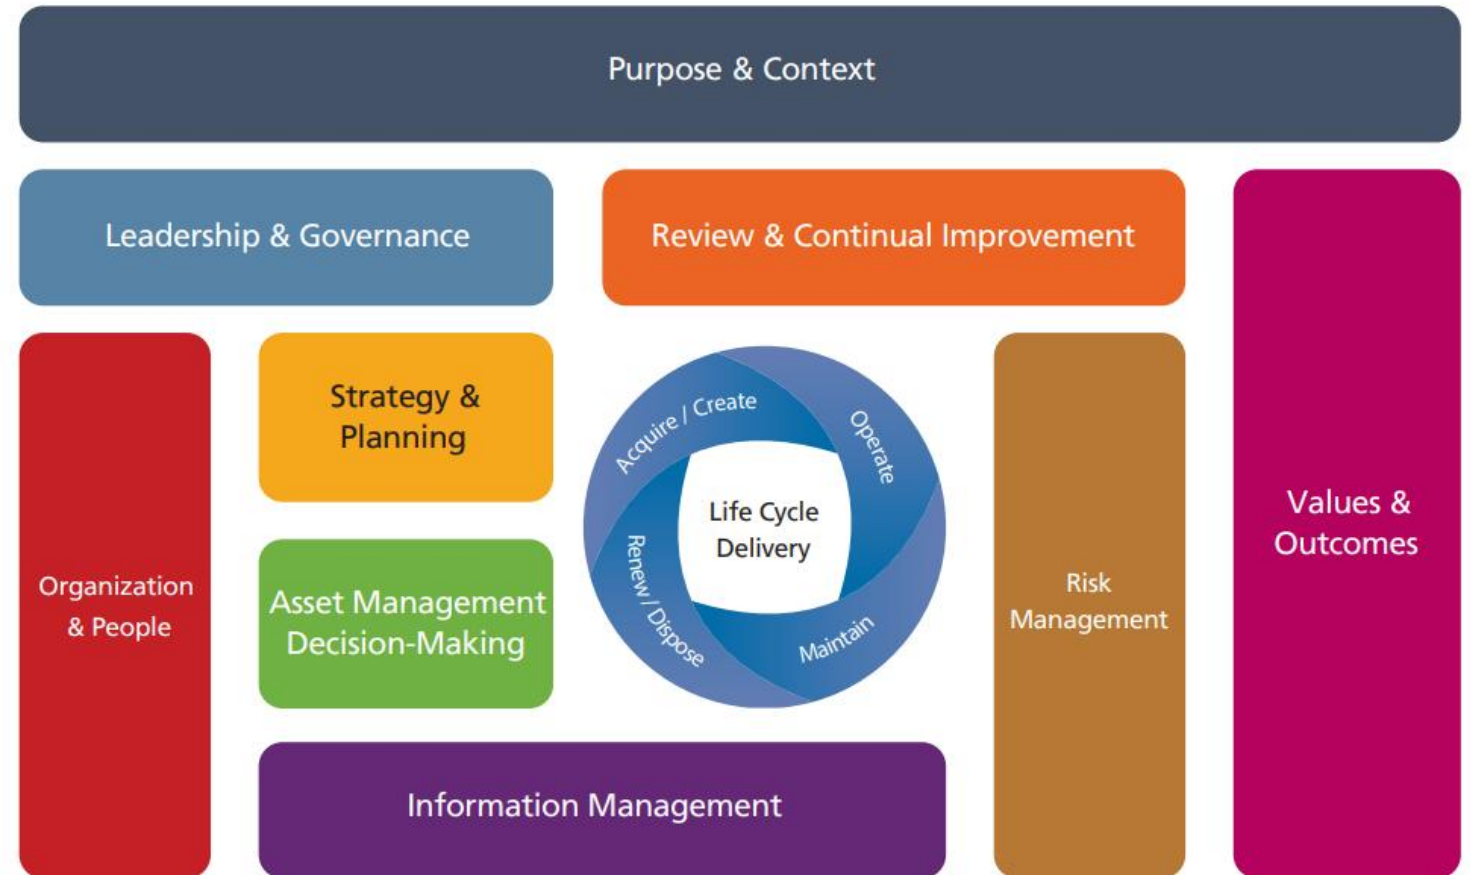 Purpose & Context
Leadership & Governance
Review & Continual Improvement
Values &
Outcomes
Organization
& People
Strategy &
Planning
Asset Management
Decision-Making
Acquire / Create
Operate
Maintain
Renew / Dispose
Life Cycle
Delivery
Risk
Management
Information Management